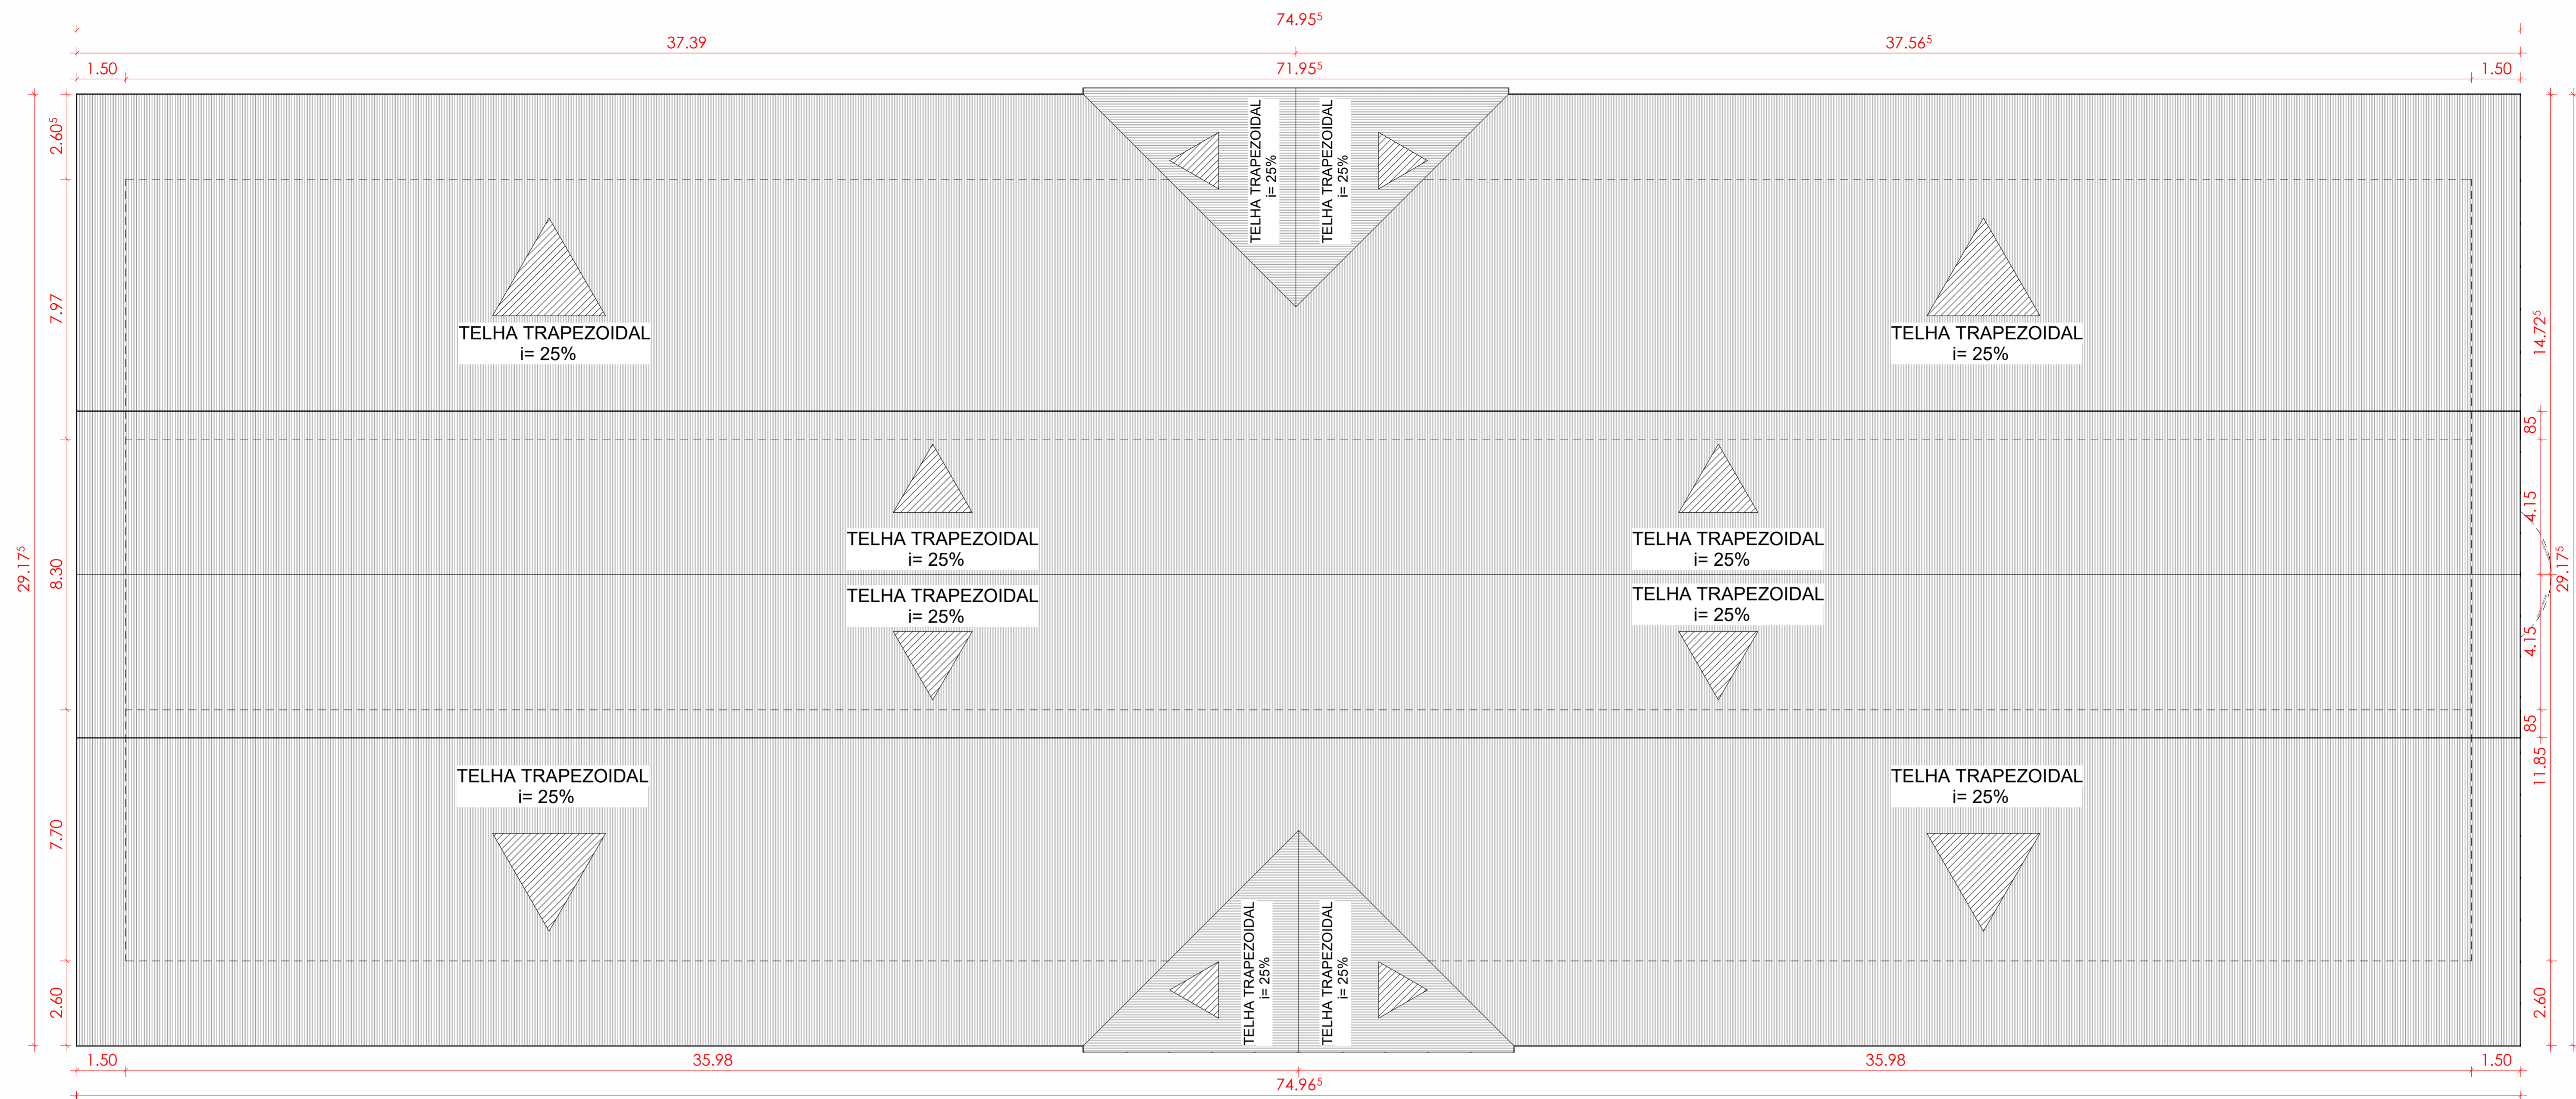 74.95⁵
37.39
37.56⁵
1.50
71.95⁵
1.50
2.60⁵
TELHA TRAPEZOIDAL
i= 25%
TELHA TRAPEZOIDAL
i= 25%
7.97
14.72⁵
TELHA TRAPEZOIDAL
i= 25%
TELHA TRAPEZOIDAL
i= 25%
85
4.15
TELHA TRAPEZOIDAL
i= 25%
TELHA TRAPEZOIDAL
i= 25%
29.17⁵
8.30
29.17⁵
TELHA TRAPEZOIDAL
i= 25%
TELHA TRAPEZOIDAL
i= 25%
4.15
85
11.85
TELHA TRAPEZOIDAL
i= 25%
TELHA TRAPEZOIDAL
i= 25%
7.70
TELHA TRAPEZOIDAL
i= 25%
TELHA TRAPEZOIDAL
i= 25%
2.60
2.60
1.50
35.98
35.98
1.50
74.96⁵